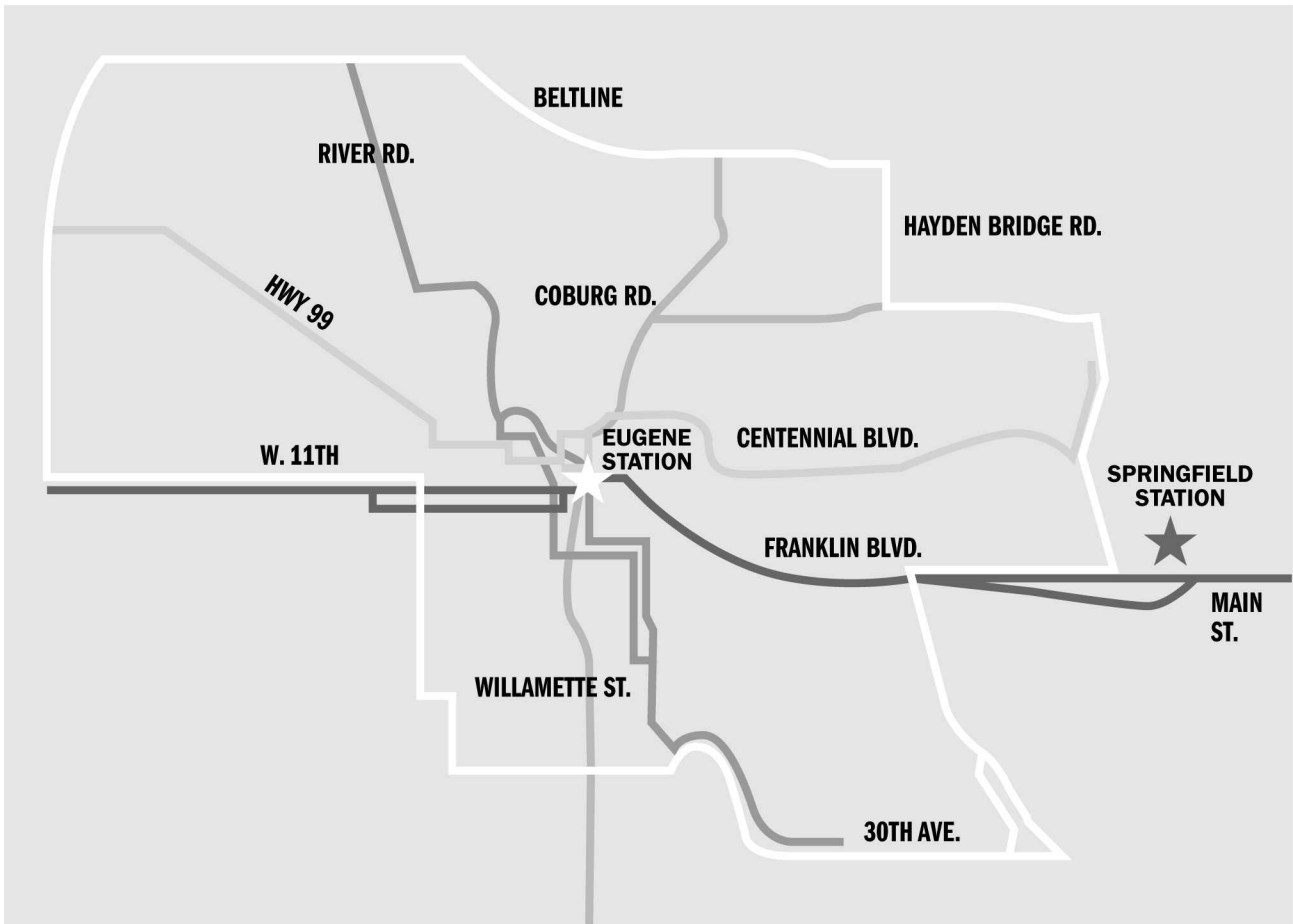 BELTLINE
RIVER RD.
HAYDEN BRIDGE RD.
HWY 99
COBURG RD.
W. 11TH
EUGENE
STATION
CENTENNIAL BLVD.
SPRINGFIELD
STATION
FRANKLIN BLVD.
MAIN
ST.
WILLAMETTE ST.
30TH AVE.